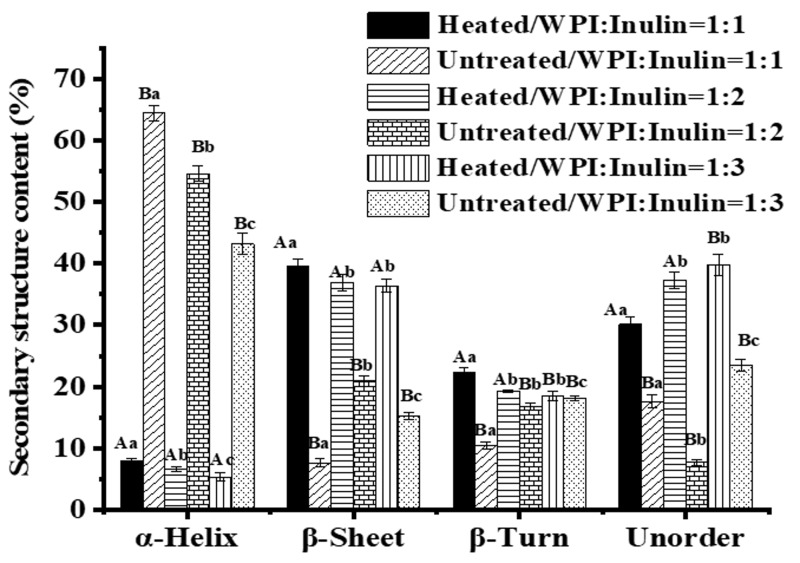 Heated/WPI:Inulin=1:1
Untreated/WPI:Inulin=1:1
Heated/WPI:Inulin=1:2
Untreated/WPI:Inulin=1:2
Heated/WPI:Inulin=1:3
Untreated/WPI:Inulin=1:3
Secondary structure content (%)
70
60
50
40
30
20
10
0
Aa
Ba
Ab
Bb
Ac
Bc
Aa
Ba
Ab
Bb
Ab
Bc
Aa
Ba
Ab
Bb
Bb
Bc
Aa
Ba
Ab
Bb
Bb
Bc
α-Helix
β-Sheet
β-Turn
Unorder